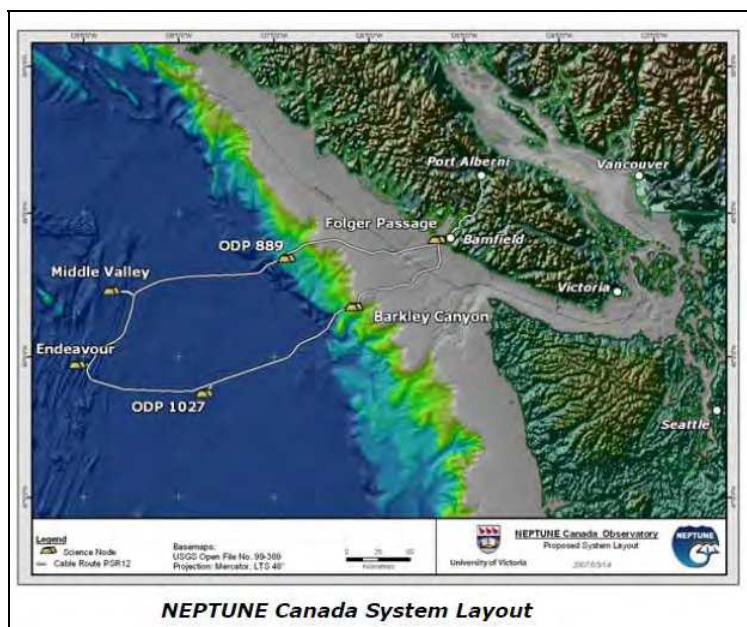 Port Alberni
Vancouver
Folger Passage
Bamfield
ODP 889
Middle Valley
Victoria
Barkley Canyon
Endeavour
ODP 1027
Seattle
Legend
Science Node
Cable Route PSR12
Basemaps:
USGS Open File No. 99-369
Projection: Mercator, LTS 48°
Kilometres
University of Victoria
NEPTUNE Canada Observatory
Proposed System Layout
NEPTUNE
NEPTUNE Canada System Layout